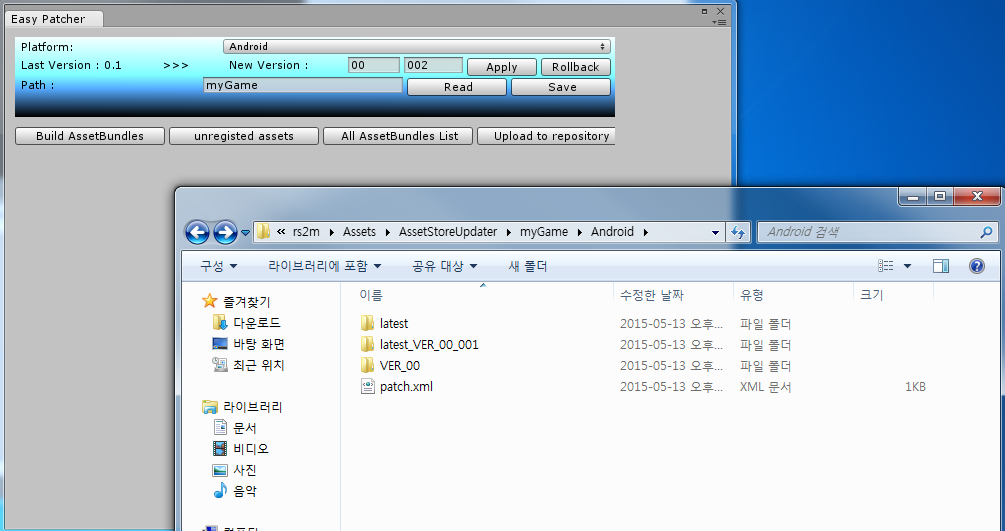 Easy Patcher
Platform: Android
Last Version : 0.1 >>> New Version : 00 002 Apply Rollback
Path : myGame Read Save
Build AssetBundles unregisted assets All AssetBundles List Upload to repository
« rs2m Assets AssetStoreUpdater myGame Android Android 검색
구성 라이브러리에 포함 공유 대상 새 폴더
이름 수정한 날짜 유형 크기
즐겨찾기
다운로드
바탕 화면
최근 위치
라이브러리
문서
비디오
사진
음악
latest 2015-05-13 오후... 파일 폴더
latest_VER_00_001 2015-05-13 오후... 파일 폴더
VER_00 2015-05-13 오후... 파일 폴더
patch.xml 2015-05-13 오후... XML 문서 1KB